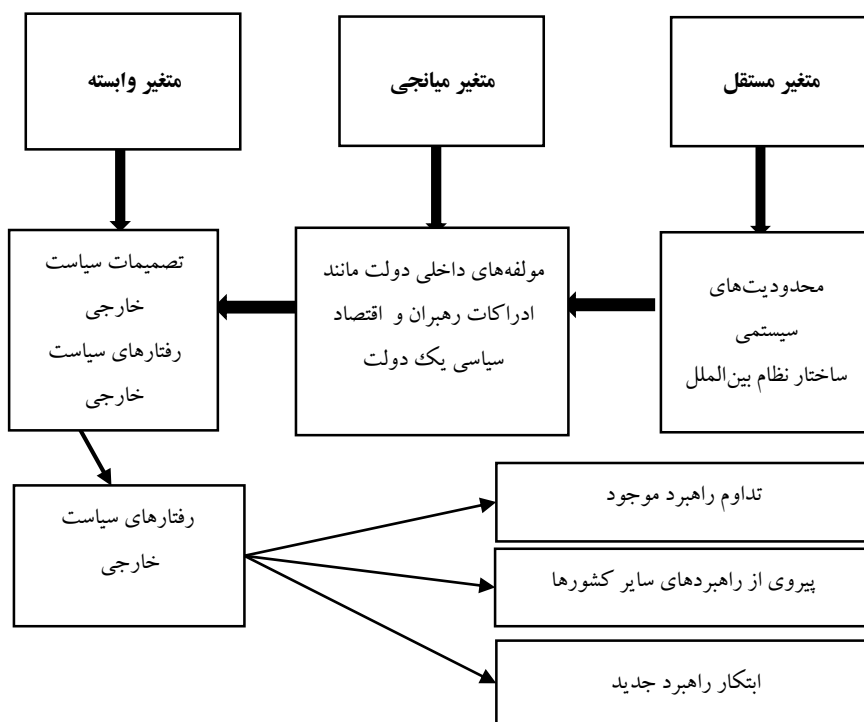 متغیر مستقل
متغیر میانجی
متغیر وابسته
محدودیت‌های
سیستمی
ساختار نظام بین‌الملل
مولفه‌های داخلی دولت مانند
ادراکات رهبران و اقتصاد
سیاسی یک دولت
تصمیمات سیاست
خارجی
رفتارهای سیاست
خارجی
رفتارهای سیاست
خارجی
تداوم راهبرد موجود
پیروی از راهبردهای سایر کشورها
ابتکار راهبرد جدید